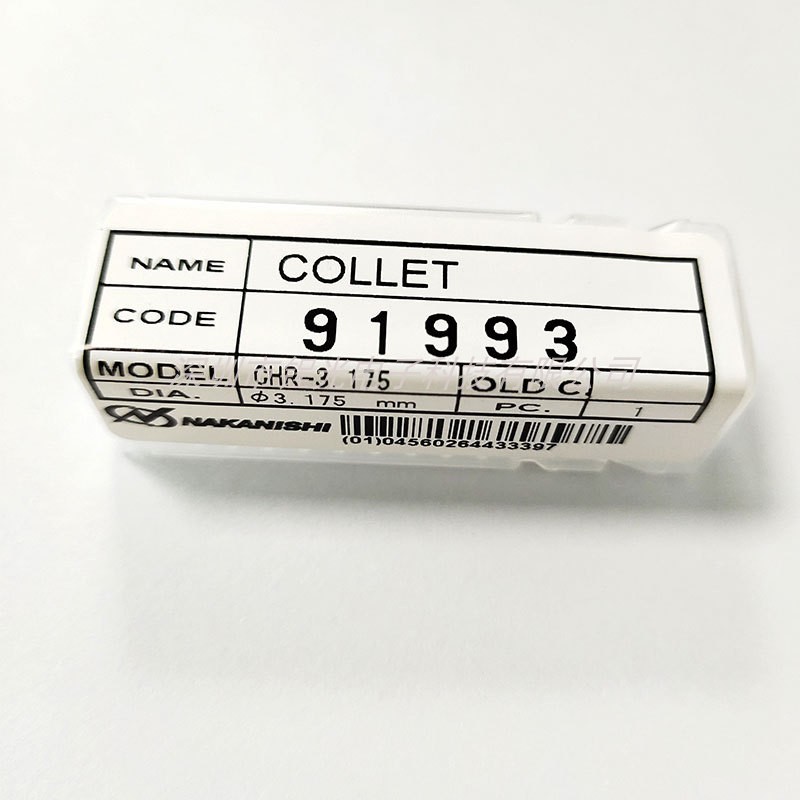 NAME COLLET
CODE 91993
MODEL CHR-3.175 OLD C.
DIA. Φ3.175 mm PC. 1
NAKANISHI
(01)04560264433397